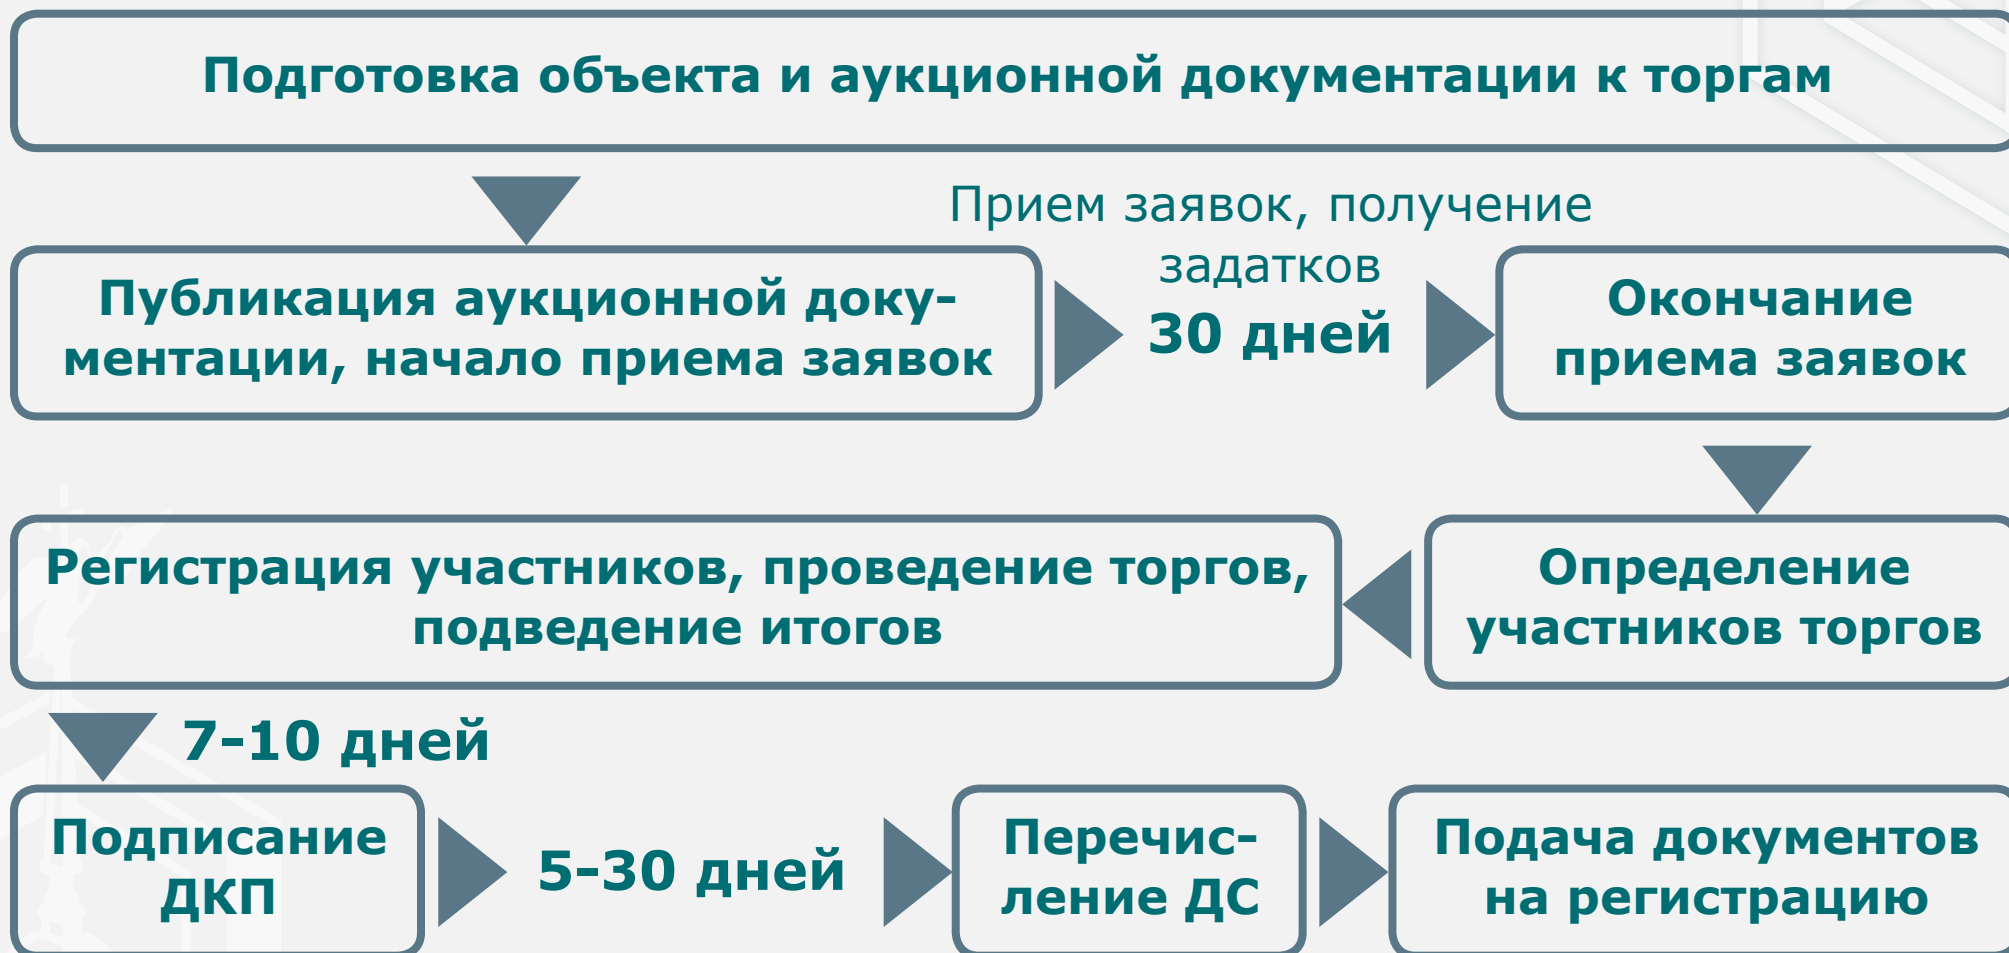 Подготовка объекта и аукционной документации к торгам
Прием заявок, получение
задатков
30 дней
Публикация аукционной доку-
ментации, начало приема заявок
Окончание
приема заявок
Определение
участников торгов
Регистрация участников, проведение торгов,
подведение итогов
7-10 дней
Подписание
ДКП
5-30 дней
Перечис-
ление ДС
Подача документов
на регистрацию